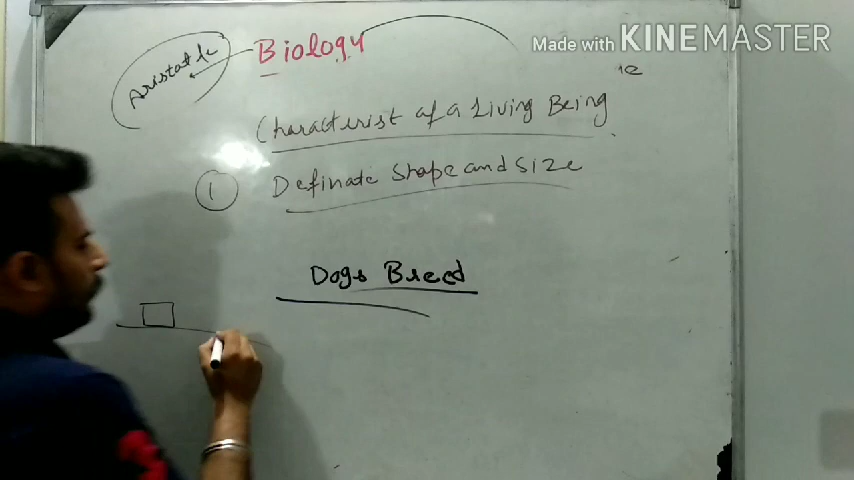 Made with KINEMASTER
Aristotle
Biology
Characterist of a Living Being
① Definate Shape and Size
Dogs Breed